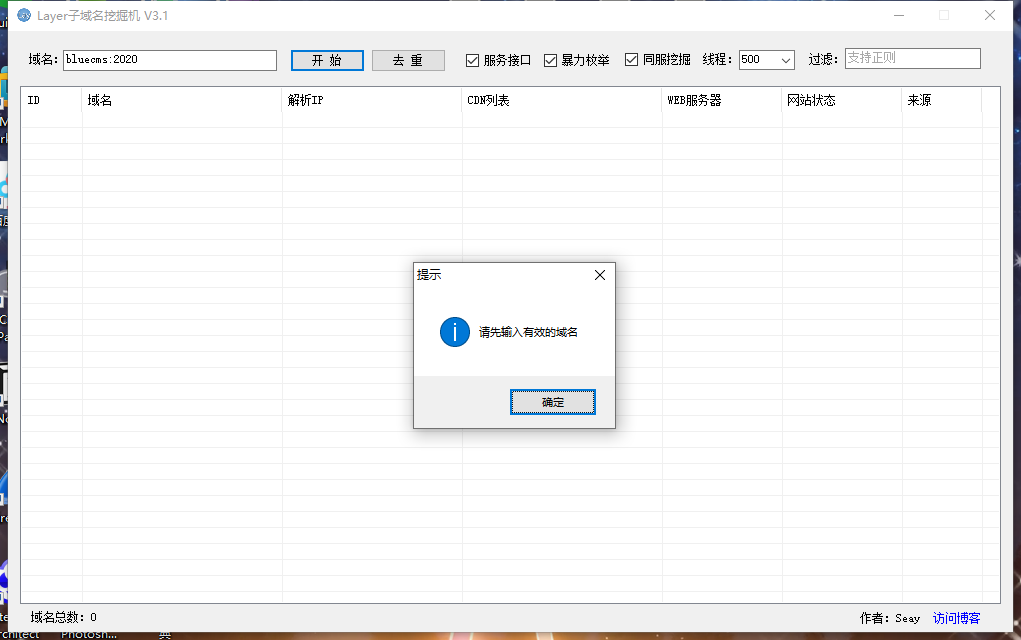 Layer子域名挖掘机 V3.1
域名: bluecms:2020 开 始 去 重 服务接口 暴力枚举 同服挖掘 线程: 500 过滤: 支持正则
ID 域名 解析IP CDN列表 WEB服务器 网站状态 来源
提示
请先输入有效的域名
确定
域名总数: 0 作者: Seay 访问博客
chitect Photosh... 典